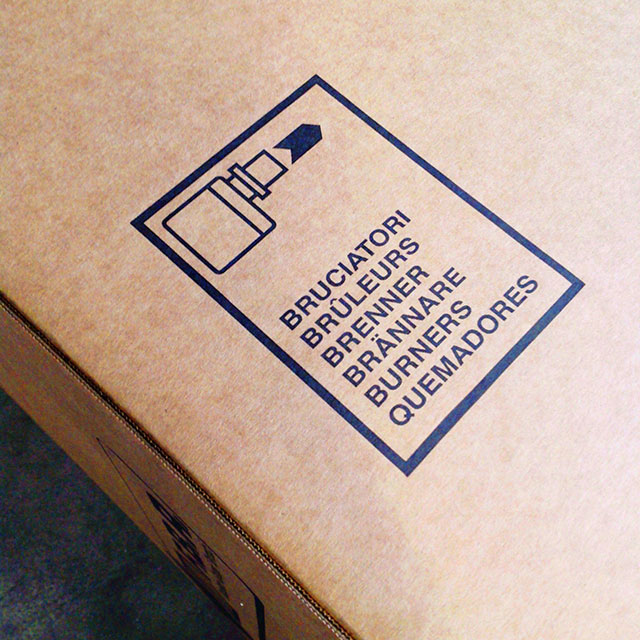 BRUCIATORI
BRÛLEURS
BRENNER
BRÄNNARE
BURNERS
QUEMADORES